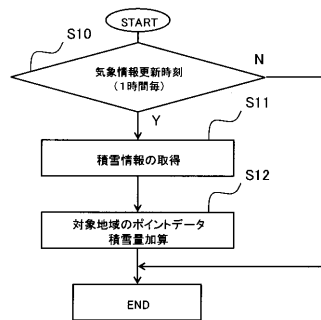 START
S10
気象情報更新時刻
(1時間毎)
N
Y
S11
積雪情報の取得
S12
対象地域のポイントデータ
積雪量加算
END